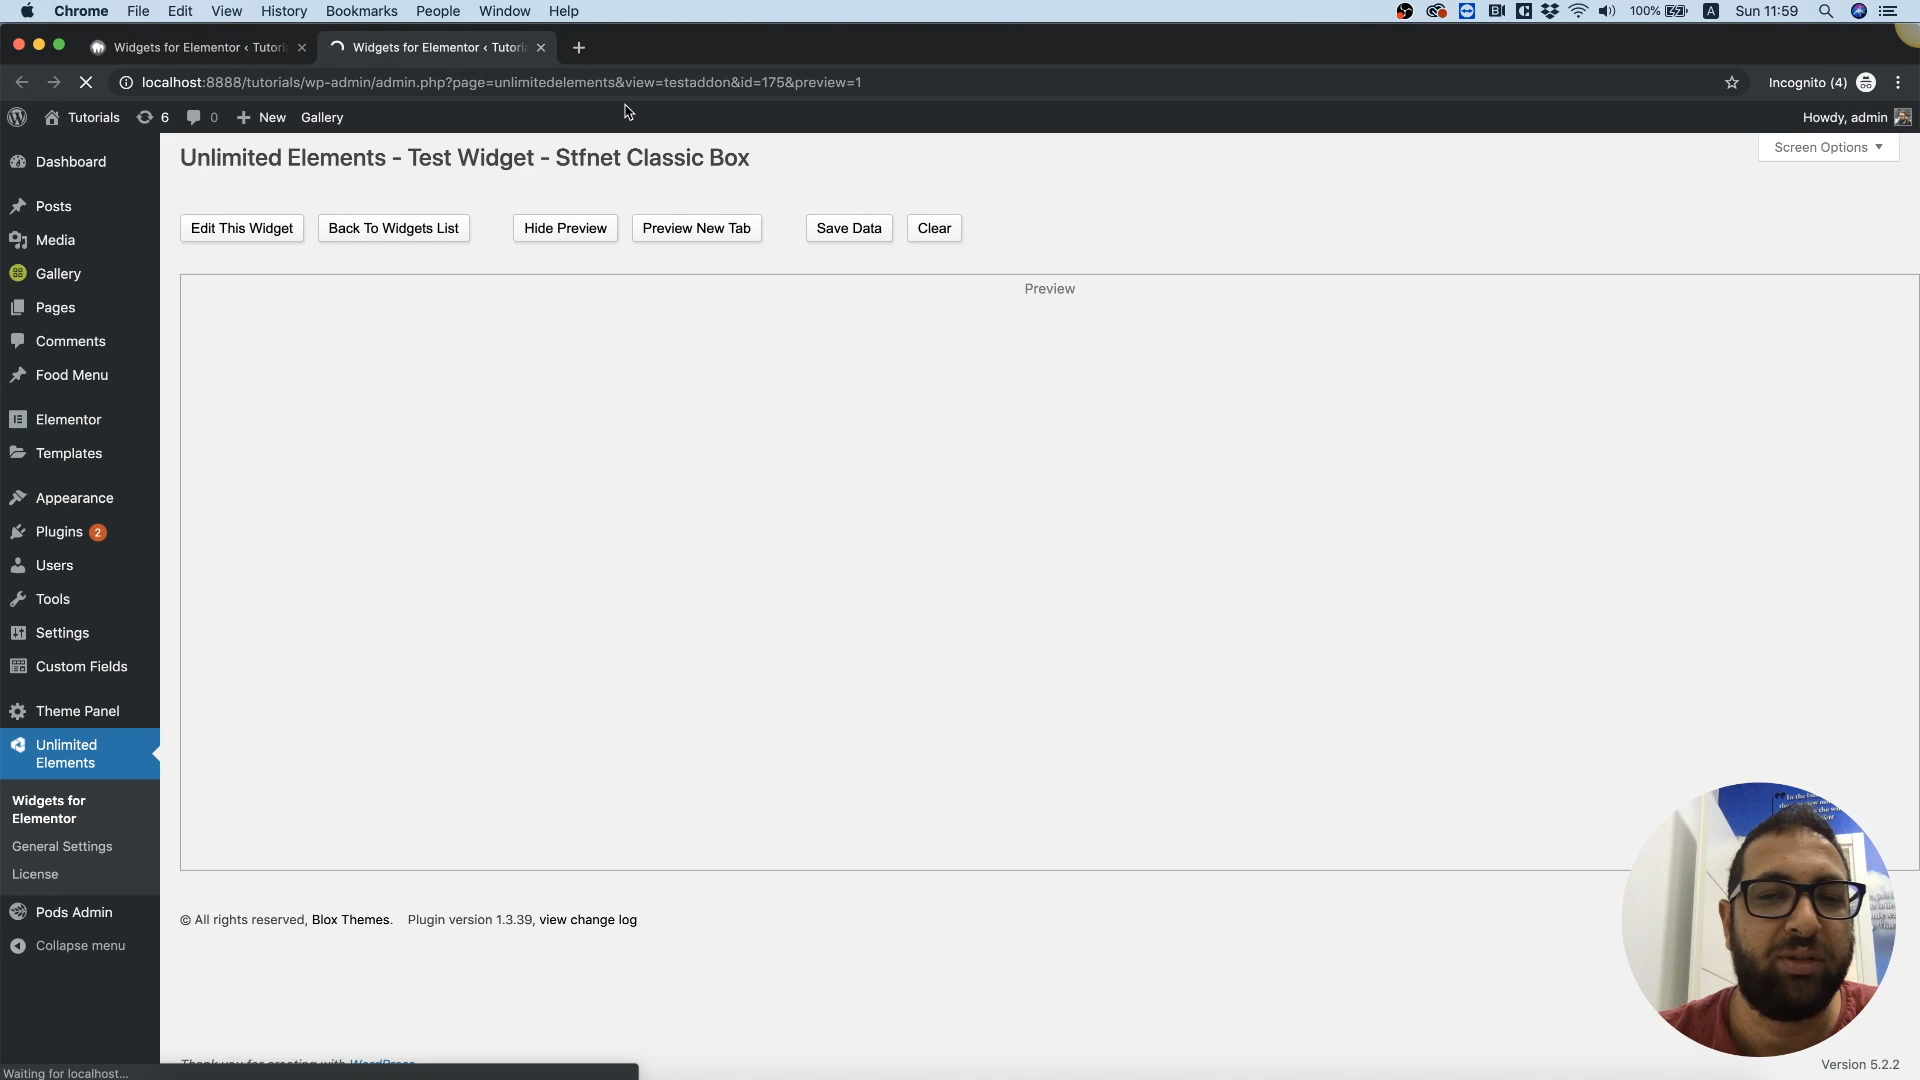 Chrome File Edit View History Bookmarks People Window Help 100% A Sun 11:59
Widgets for Elementor ‹ Tutori Widgets for Elementor ‹ Tutori
localhost:8888/tutorials/wp-admin/admin.php?page=unlimitedelements&view=testaddon&id=175&preview=1 Incognito (4)
Tutorials 6 0 New Gallery Howdy, admin
Screen Options
Unlimited Elements - Test Widget - Stfnet Classic Box
Edit This Widget Back To Widgets List Hide Preview Preview New Tab Save Data Clear
Preview
Dashboard
Posts
Media
Gallery
Pages
Comments
Food Menu
Elementor
Templates
Appearance
Plugins 2
Users
Tools
Settings
Custom Fields
Theme Panel
Unlimited
Elements
Widgets for
Elementor
General Settings
License
Pods Admin
Collapse menu
© All rights reserved, Blox Themes. Plugin version 1.3.39, view change log
Thank you for creating with WordPress.
Version 5.2.2
Waiting for localhost...